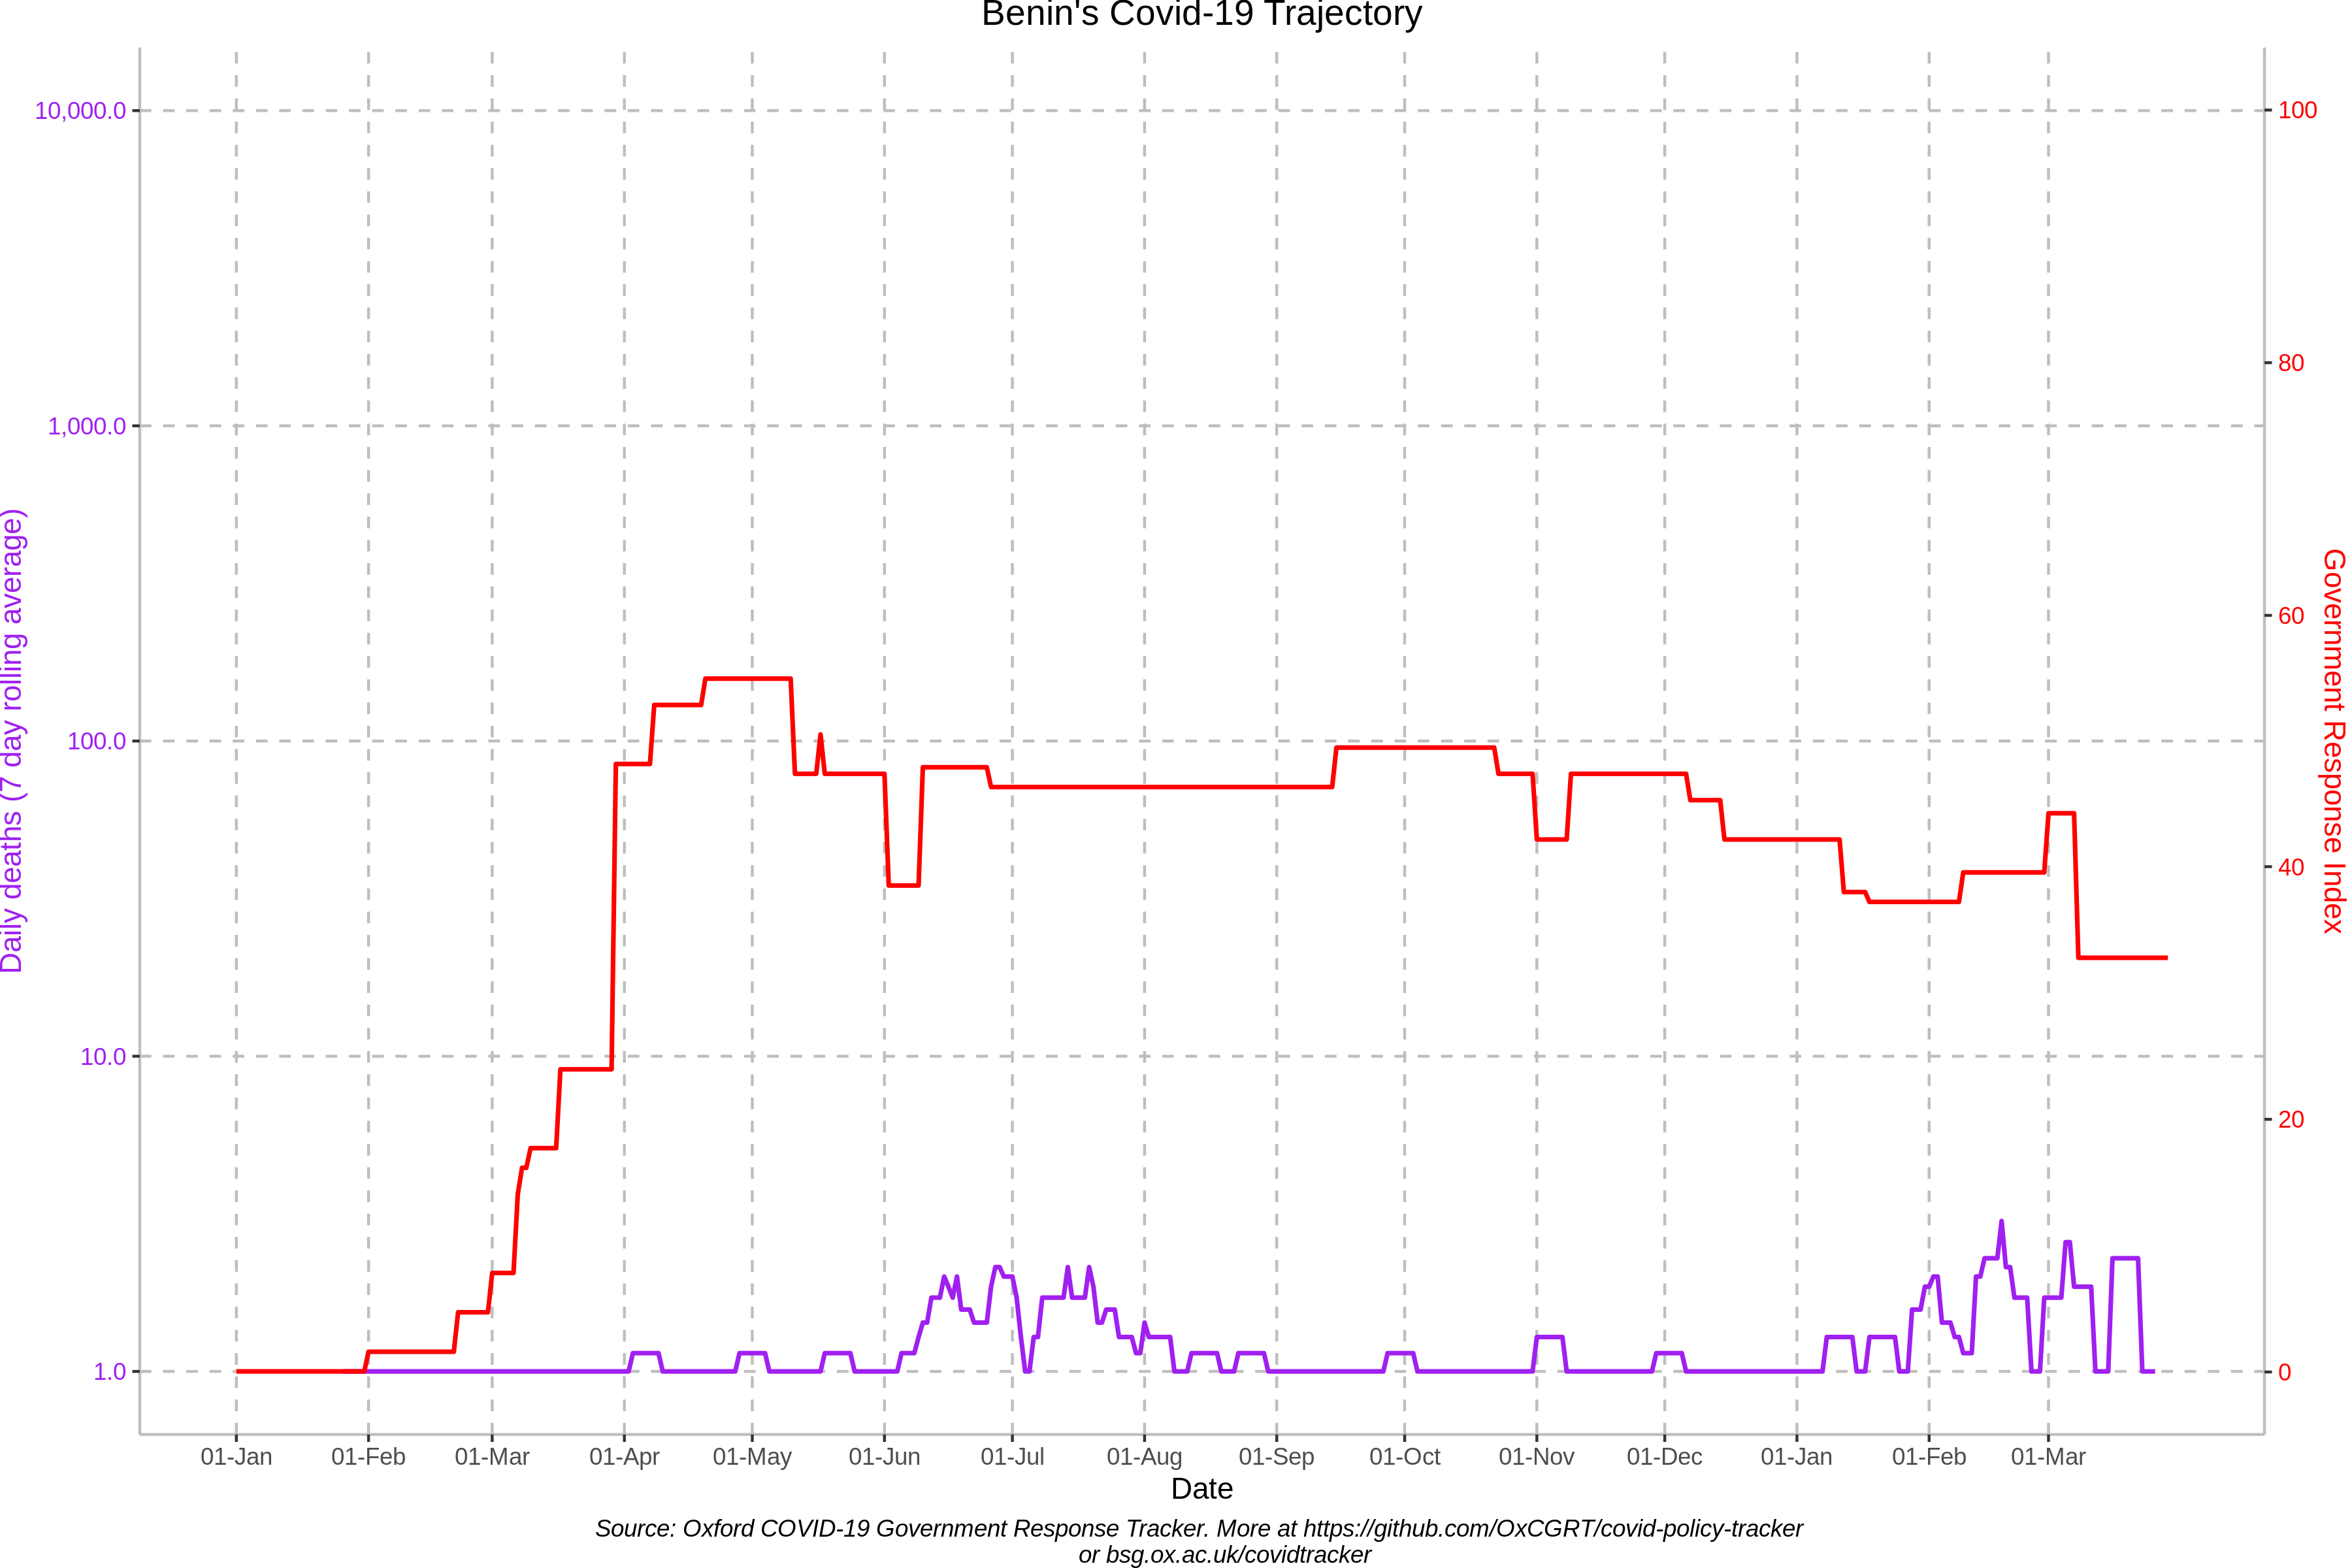 Benin's Covid-19 Trajectory
10,000.0
1,000.0
100.0
10.0
1.0
Daily deaths (7 day rolling average)
100
80
60
40
20
0
Government Response Index
01-Jan 01-Feb 01-Mar 01-Apr 01-May 01-Jun 01-Jul 01-Aug 01-Sep 01-Oct 01-Nov 01-Dec 01-Jan 01-Feb 01-Mar
Date
Source: Oxford COVID-19 Government Response Tracker. More at https://github.com/OxCGRT/covid-policy-tracker
or bsg.ox.ac.uk/covidtracker